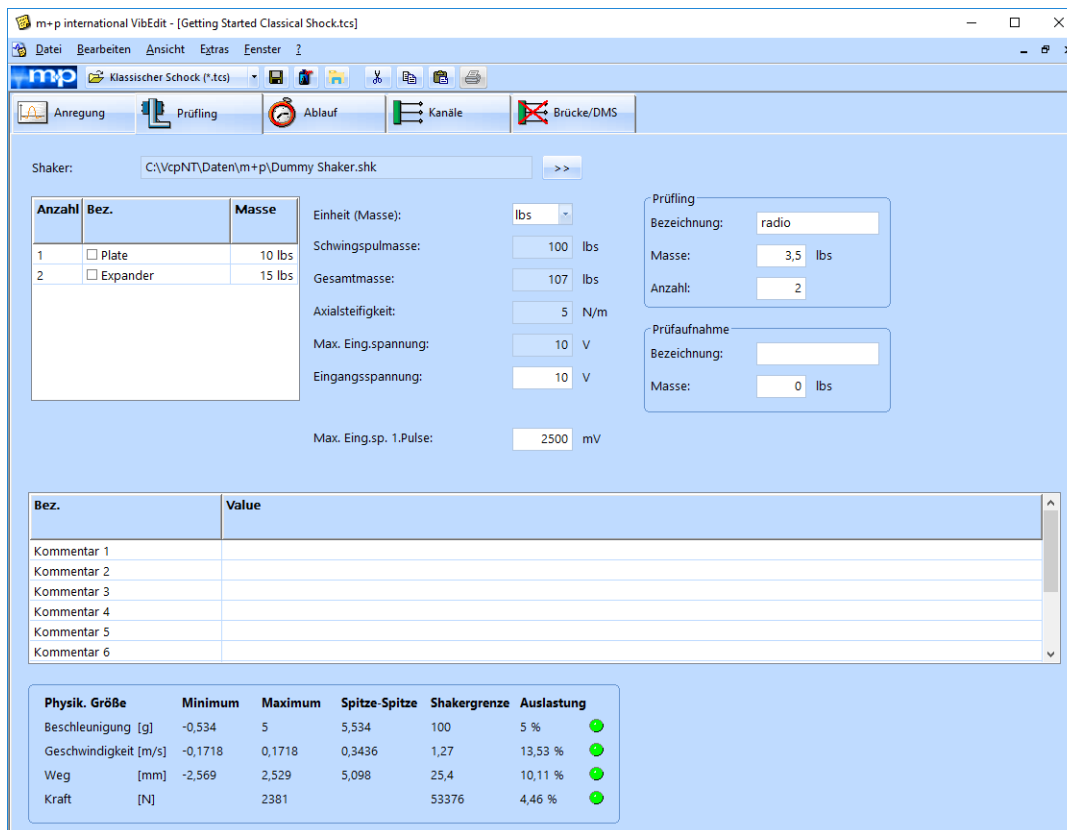 m+p international VibEdit - [Getting Started Classical Shock.tcs]
Datei Bearbeiten Ansicht Extras Fenster ?
m+p Klassischer Schock (*.tcs)
Anregung Prüfling Ablauf Kanäle Brücke/DMS
Shaker: C:\VcpNT\Daten\m+p\Dummy Shaker.shk >>
Anzahl Bez. Masse
1 Plate 10 lbs
2 Expander 15 lbs
Einheit (Masse): lbs
Schwingspulmasse: 100 lbs
Gesamtmasse: 107 lbs
Axialsteifigkeit: 5 N/m
Max. Eing.spannung: 10 V
Eingangsspannung: 10 V
Max. Eing.sp. 1.Pulse: 2500 mV
Prüfling
Bezeichnung: radio
Masse: 3,5 lbs
Anzahl: 2
Prüfaufnahme
Bezeichnung:
Masse: 0 lbs
Bez. Value
Kommentar 1
Kommentar 2
Kommentar 3
Kommentar 4
Kommentar 5
Kommentar 6
Physik. Größe Minimum Maximum Spitze-Spitze Shakergrenze Auslastung
Beschleunigung [g] -0,534 5 5,534 100 5 %
Geschwindigkeit [m/s] -0,1718 0,1718 0,3436 1,27 13,53 %
Weg [mm] -2,569 2,529 5,098 25,4 10,11 %
Kraft [N] 2381 53376 4,46 %